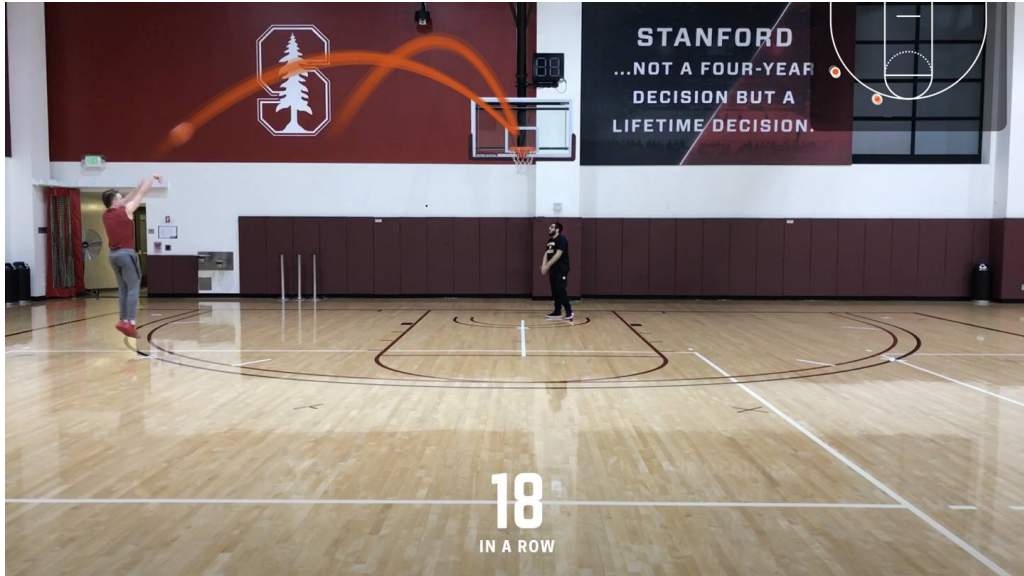 STANFORD
...NOT A FOUR-YEAR
DECISION BUT A
LIFETIME DECISION.
S
18
IN A ROW